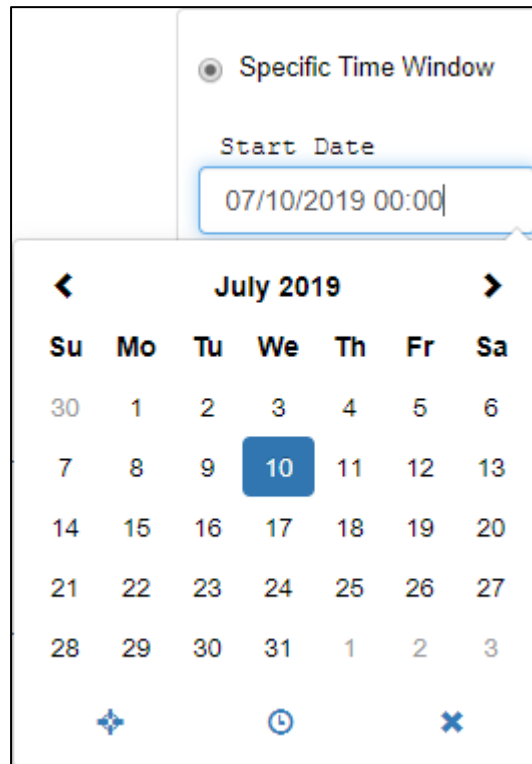 Specific Time Window
Start Date
07/10/2019 00:00
July 2019
Su Mo Tu We Th Fr Sa
30 1 2 3 4 5 6
7 8 9 10 11 12 13
14 15 16 17 18 19 20
21 22 23 24 25 26 27
28 29 30 31 1 2 3